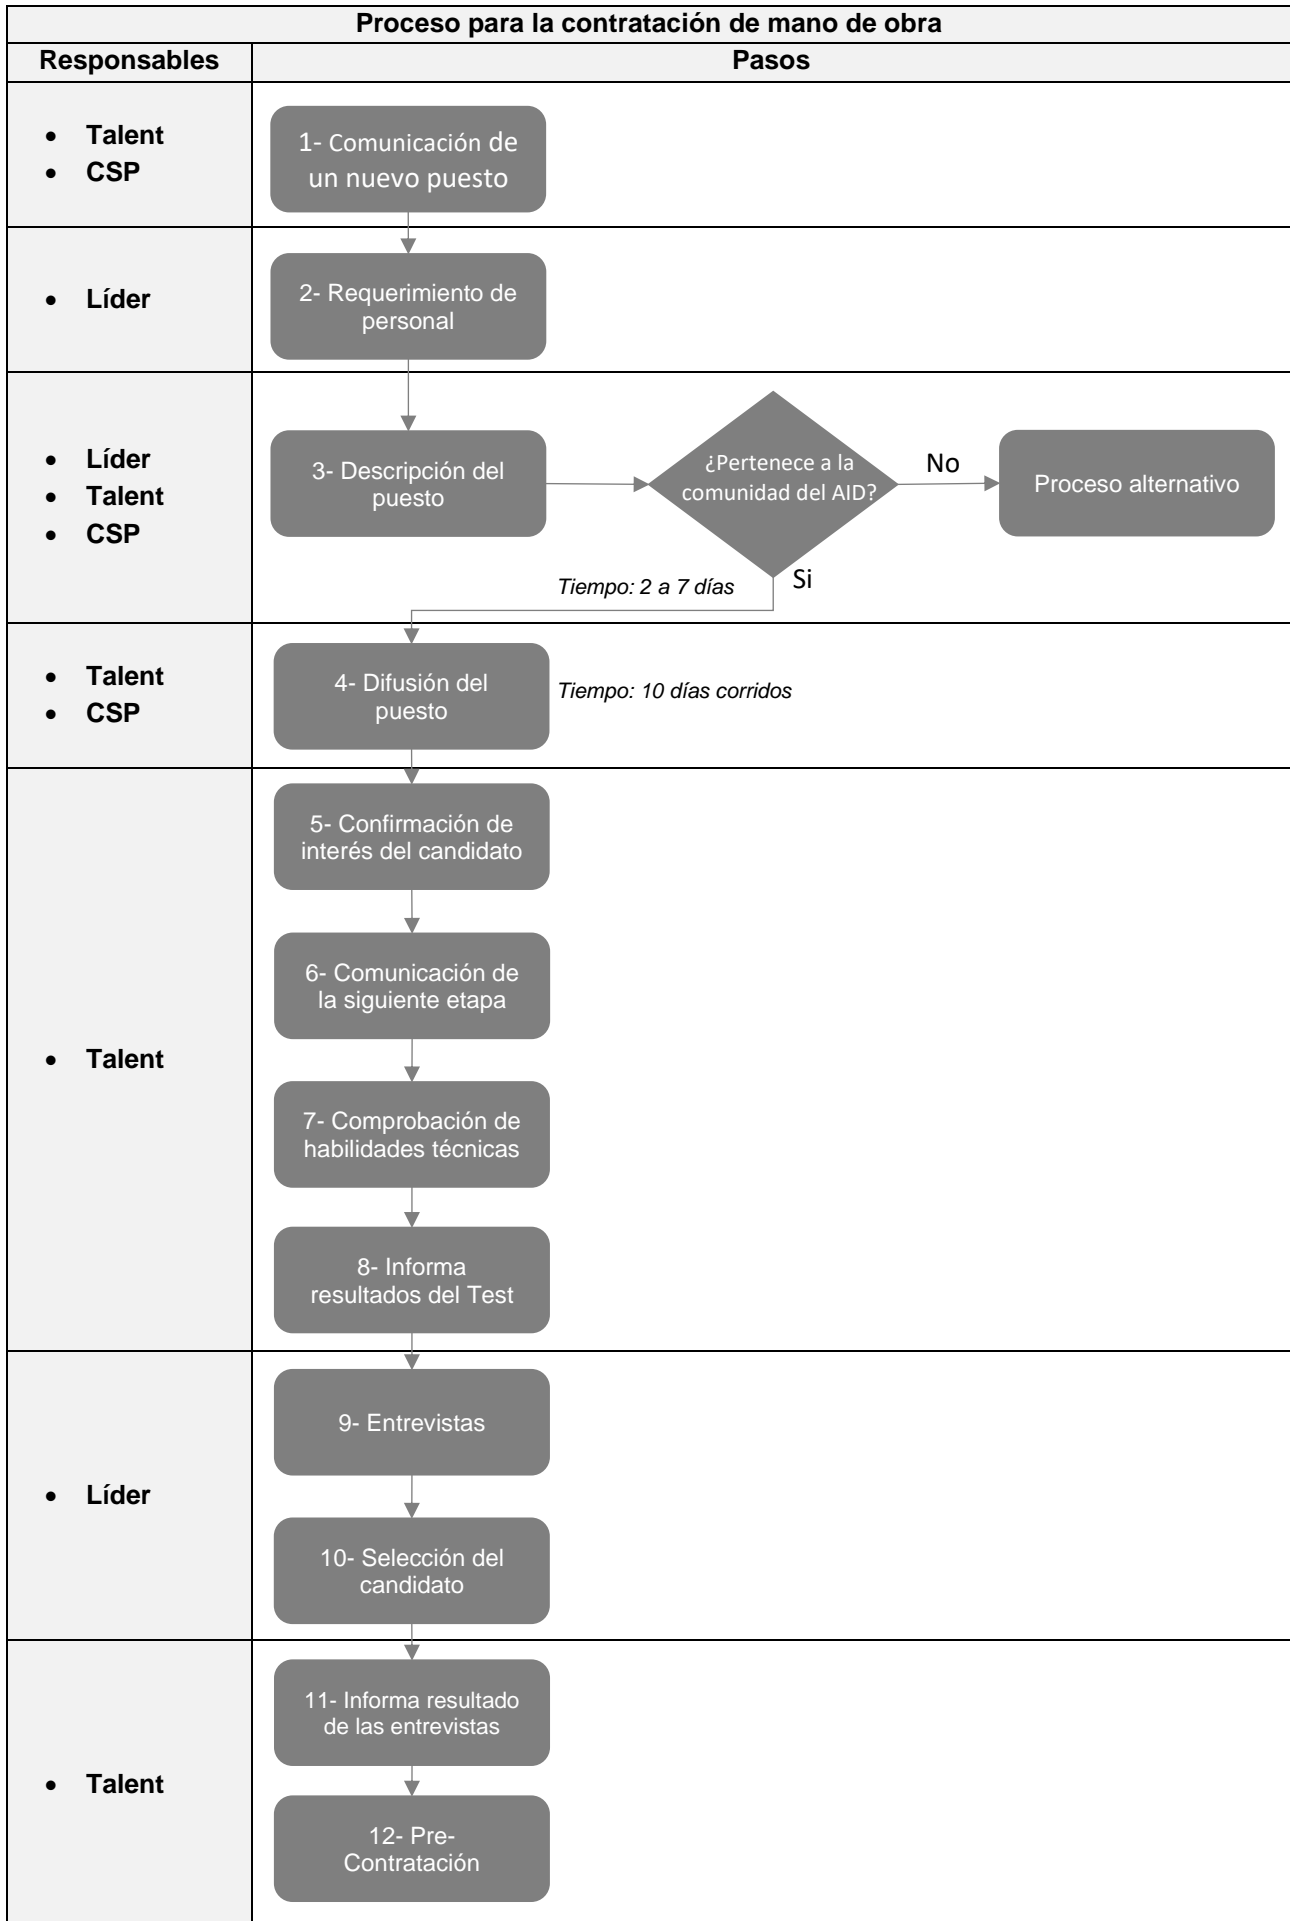 Proceso para la contratación de mano de obra
Responsables
Pasos
• Talent
• CSP
1- Comunicación de
un nuevo puesto
• Líder
2- Requerimiento de
personal
• Líder
• Talent
• CSP
3- Descripción del
puesto
¿Pertenece a la
comunidad del AID?
No
Proceso alternativo
Si
Tiempo: 2 a 7 días
• Talent
• CSP
4- Difusión del
puesto
Tiempo: 10 días corridos
• Talent
5- Confirmación de
interés del candidato
6- Comunicación de
la siguiente etapa
7- Comprobación de
habilidades técnicas
8- Informa
resultados del Test
• Líder
9- Entrevistas
10- Selección del
candidato
• Talent
11- Informa resultado
de las entrevistas
12- Pre-
Contratación